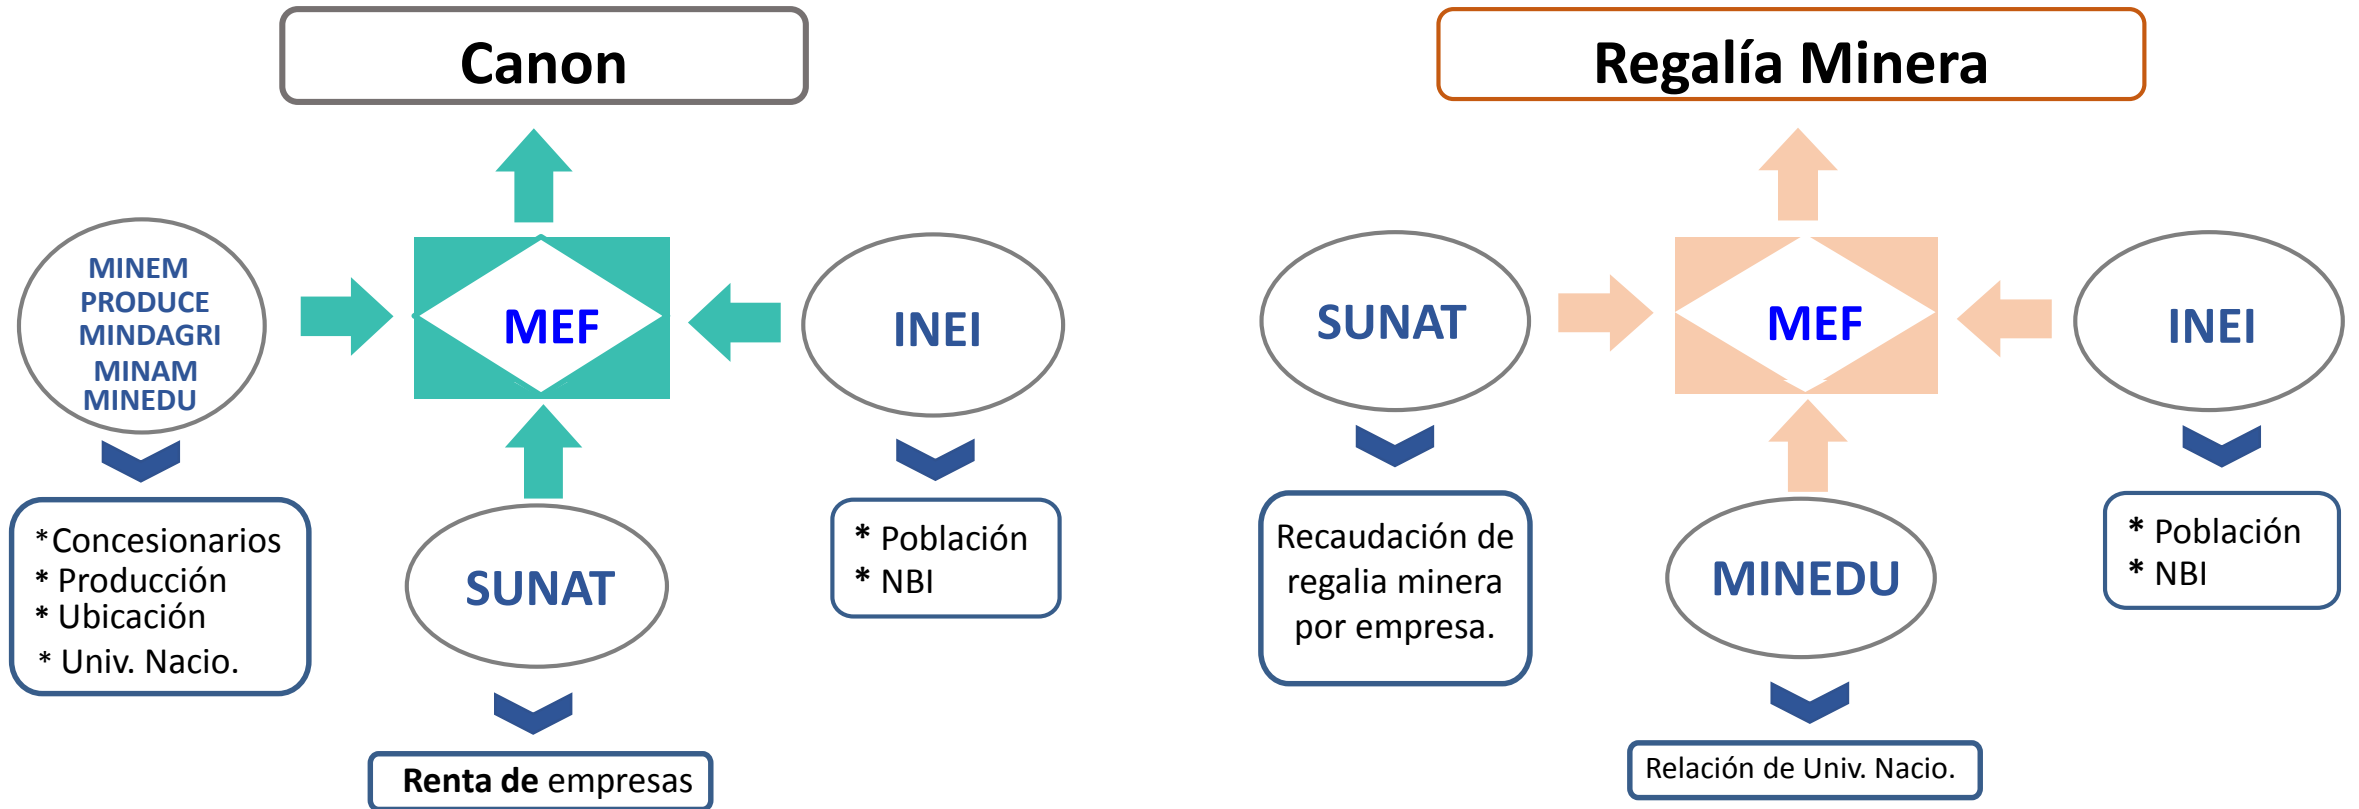 Canon
MINEM
PRODUCE
MINDAGRI
MINAM
MINEDU
MEF
INEI
*Concesionarios
* Producción
* Ubicación
* Univ. Nacio.
SUNAT
* Población
* NBI
Renta de empresas
Regalía Minera
SUNAT
MEF
INEI
Recaudación de
regalia minera
por empresa.
MINEDU
* Población
* NBI
Relación de Univ. Nacio.